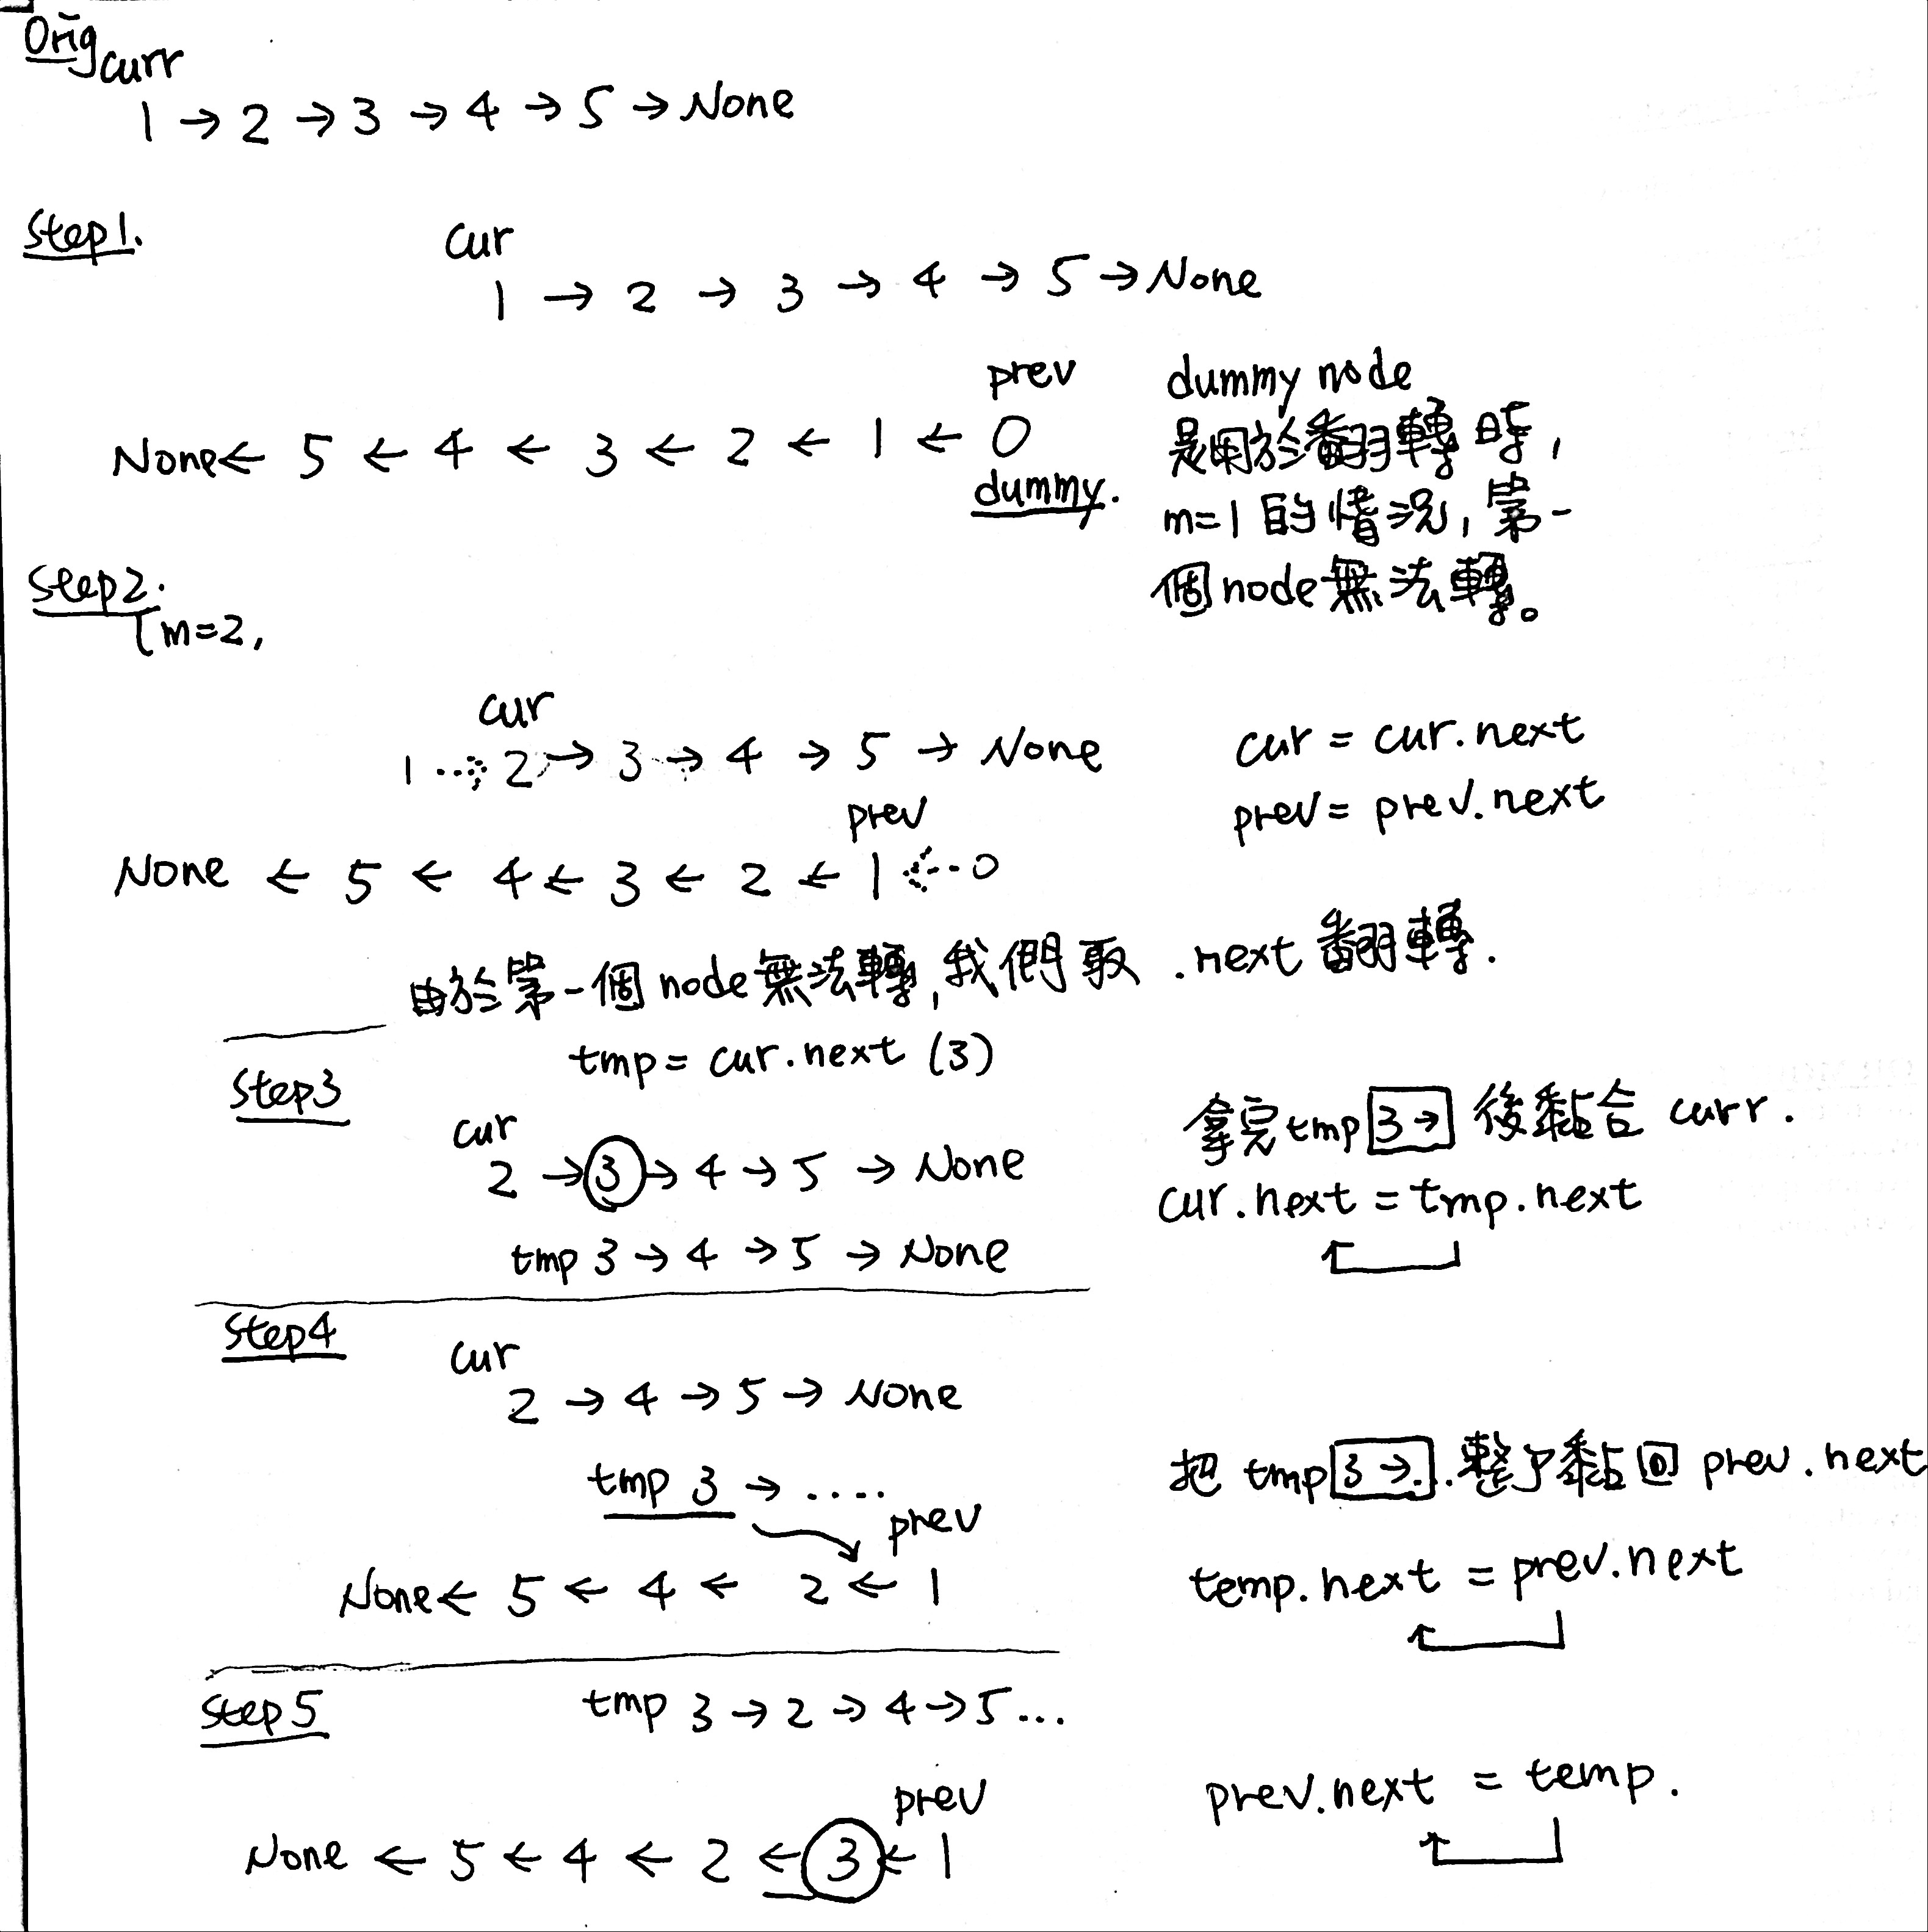 Orig
curr
1 → 2 → 3 → 4 → 5 → None
Step1.
cur
1 → 2 → 3 → 4 → 5 → None
prev
None ← 5 ← 4 ← 3 ← 2 ← 1 ← 0
dummy.
dummy node
是用於翻轉時,
m=1 的情況, 第一
個node無法轉。
Step2.
m=2,
cur
1 ⇢ 2 → 3 → 4 → 5 → None
cur = cur.next
prev = prev.next
prev
None ← 5 ← 4 ← 3 ← 2 ← 1 ⇠ 0
由於第一個node無法轉, 我們取 .next 翻轉.
tmp = cur.next (3)
Step3
cur
2 → 3 → 4 → 5 → None
tmp 3 → 4 → 5 → None
拿完tmp 3→ 後黏合 curr.
cur.next = tmp.next
Step4
cur
2 → 4 → 5 → None
tmp 3 → ....
prev
None ← 5 ← 4 ← 2 ← 1
把 tmp 3→... 整了黏回 prev.next
temp.next = prev.next
Step5
tmp 3 → 2 → 4 → 5 ...
prev
None ← 5 ← 4 ← 2 ← 3 ← 1
prev.next = temp.